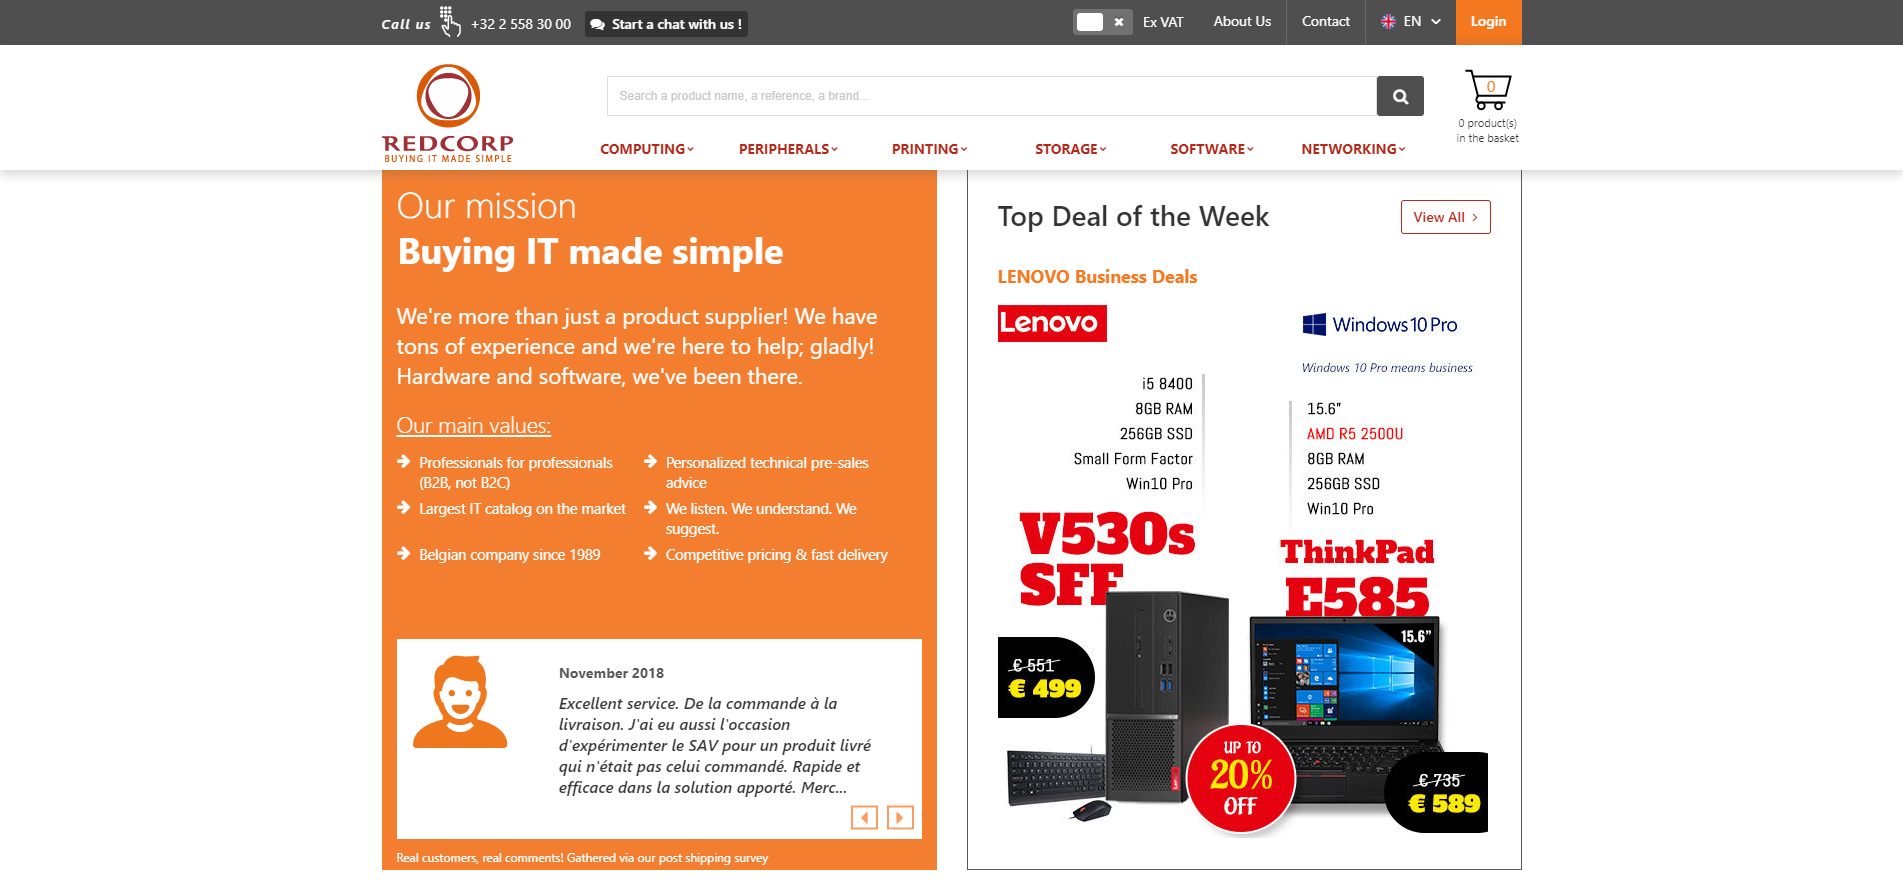 Call us +32 2 558 30 00 Start a chat with us !
Ex VAT About Us Contact EN Login
REDCORP
BUYING IT MADE SIMPLE
Search a product name, a reference, a brand...
0
0 product(s)
in the basket
COMPUTING PERIPHERALS PRINTING STORAGE SOFTWARE NETWORKING
Our mission
Buying IT made simple
We're more than just a product supplier! We have
tons of experience and we're here to help; gladly!
Hardware and software, we've been there.
Our main values:
Professionals for professionals
(B2B, not B2C)
Personalized technical pre-sales
advice
Largest IT catalog on the market
We listen. We understand. We
suggest.
Belgian company since 1989
Competitive pricing & fast delivery
November 2018
Excellent service. De la commande à la
livraison. J'ai eu aussi l'occasion
d'expérimenter le SAV pour un produit livré
qui n'était pas celui commandé. Rapide et
efficace dans la solution apporté. Merc...
Real customers, real comments! Gathered via our post shipping survey
Top Deal of the Week
View All
LENOVO Business Deals
Lenovo
Windows 10 Pro
Windows 10 Pro means business
i5 8400
8GB RAM
256GB SSD
Small Form Factor
Win10 Pro
V530s
SFF
€ 551
€ 499
15.6"
AMD R5 2500U
8GB RAM
256GB SSD
Win10 Pro
ThinkPad
E585
15.6"
UP TO
20%
OFF
€ 735
€ 589